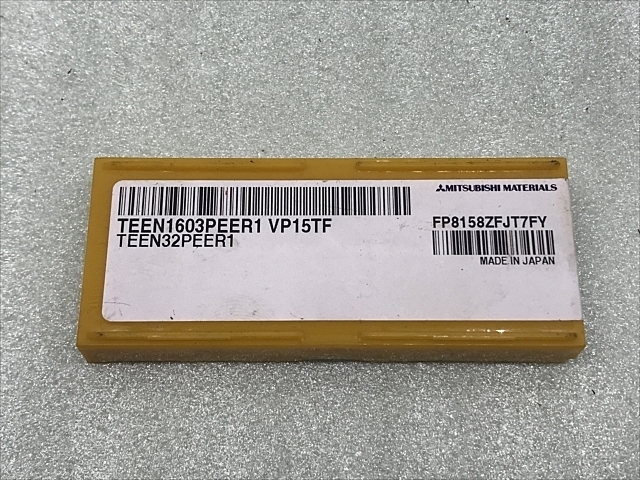 MITSUBISHI MATERIALS
TEEN1603PEER1 VP15TF
TEEN32PEER1
FP8158ZFJT7FY
MADE IN JAPAN